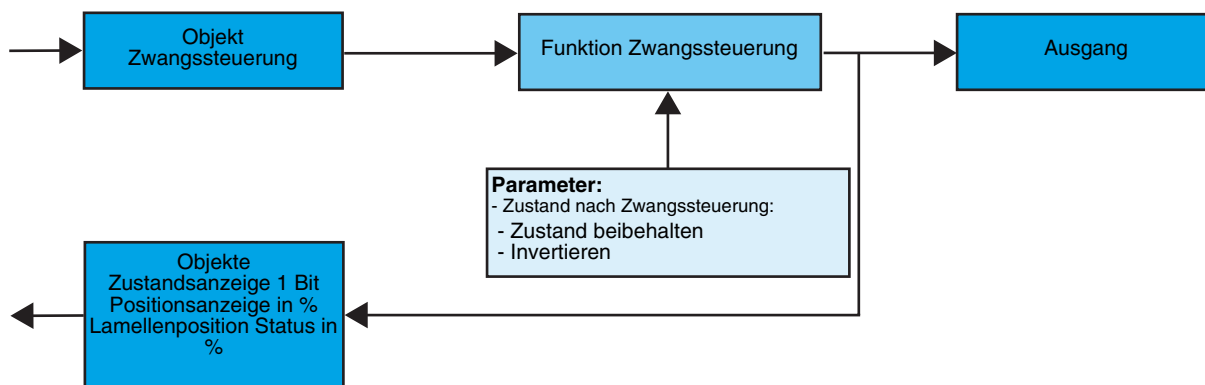 Objekt
Zwangssteuerung
Funktion Zwangssteuerung
Ausgang
Parameter:
- Zustand nach Zwangssteuerung:
- Zustand beibehalten
- Invertieren
Objekte
Zustandsanzeige 1 Bit
Positionsanzeige in %
Lamellenposition Status in
%